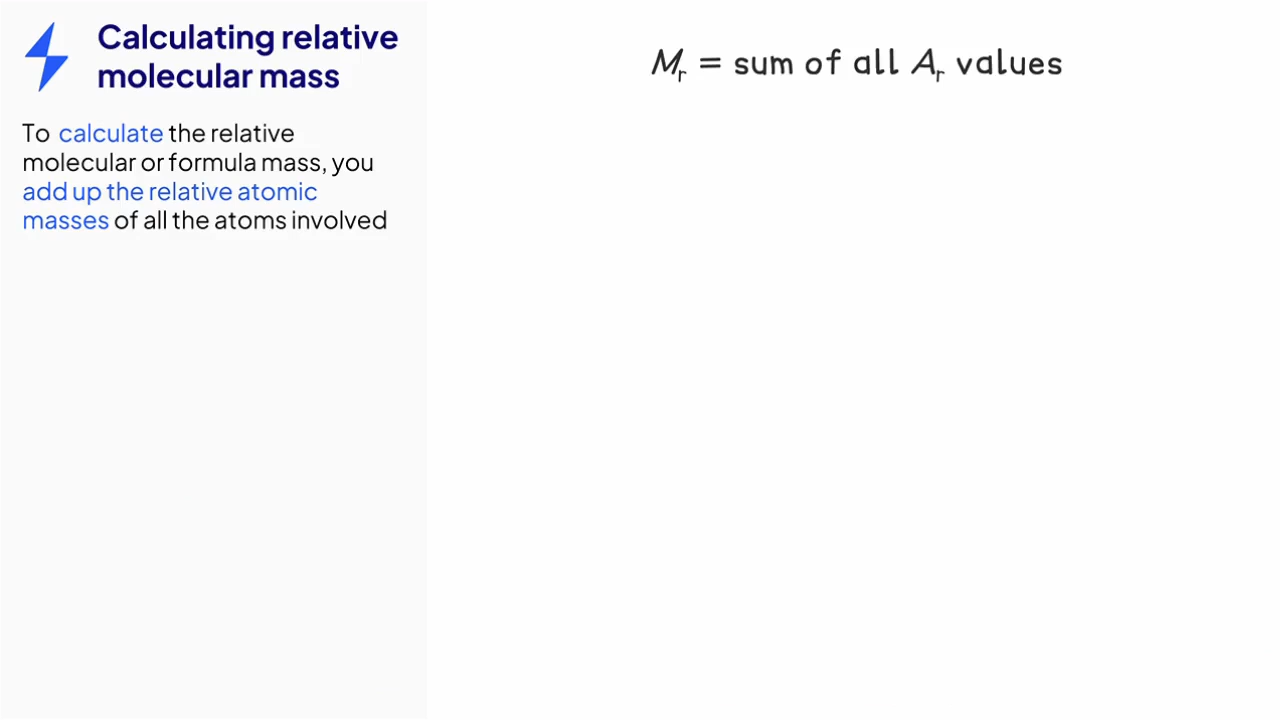 Calculating relative
molecular mass
To calculate the relative
molecular or formula mass, you
add up the relative atomic
masses of all the atoms involved
Mr = sum of all Ar values